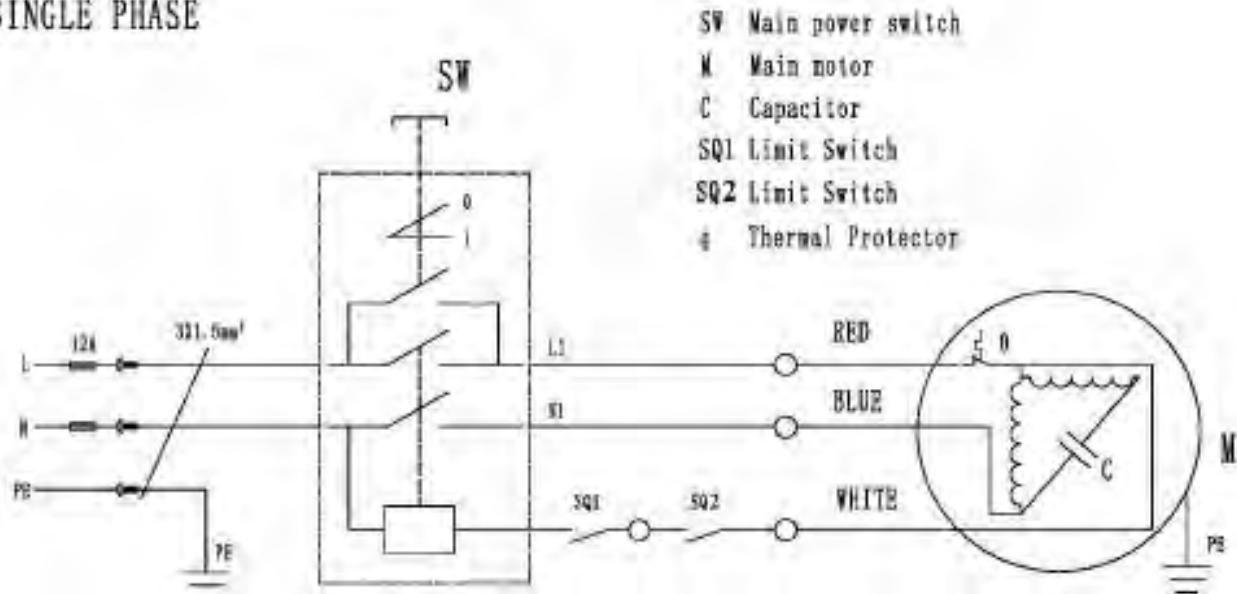 SINGLE PHASE
SW Main power switch
M Main motor
C Capacitor
SQ1 Limit Switch
SQ2 Limit Switch
Thermal Protector
SW
0
1
12A
L
L1
RED
N
N1
BLUE
C
M
PE
SQ1
SQ2
WHITE
PE
PE